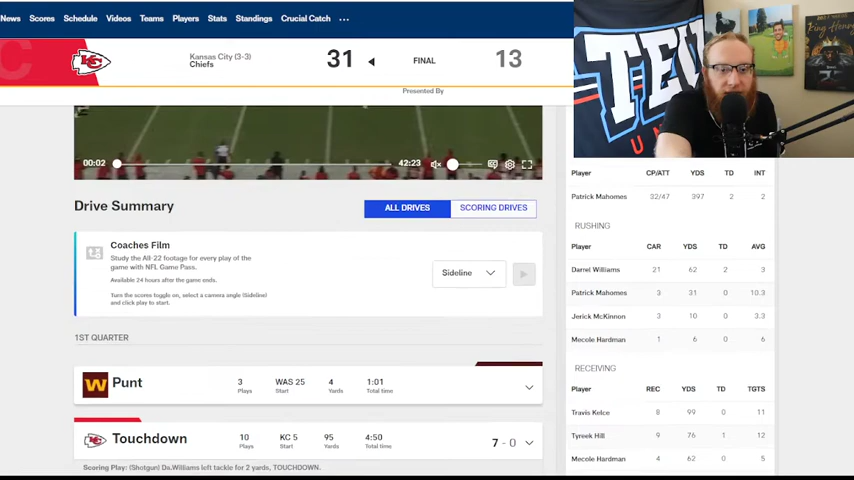 News Scores Schedule Videos Teams Players Stats Standings Crucial Catch ...
Kansas City (3-3)
Chiefs
31
FINAL
13
Presented By
00:02
42:23
Drive Summary
ALL DRIVES
SCORING DRIVES
Coaches Film
Study the All-22 footage for every play of the
game with NFL Game Pass.
Available 24 hours after the game ends.
Turn the scores toggle on, select a camera angle (Sideline)
and click play to start.
Sideline
1ST QUARTER
W Punt
3 WAS 25 4 1:01
Plays Start Yards Total time
KC Touchdown
10 KC 5 95 4:50
Plays Start Yards Total time
7 - 0
Scoring Play: (Shotgun) Da.Williams left tackle for 2 yards, TOUCHDOWN.
Player CP/ATT YDS TD INT
Patrick Mahomes 32/47 397 2 2
RUSHING
Player CAR YDS TD AVG
Darrel Williams 21 62 2 3
Patrick Mahomes 3 31 0 10.3
Jerick McKinnon 3 10 0 3.3
Mecole Hardman 1 6 0 6
RECEIVING
Player REC YDS TD TGTS
Travis Kelce 8 99 0 11
Tyreek Hill 9 76 1 12
Mecole Hardman 4 62 0 5
KING HENRY